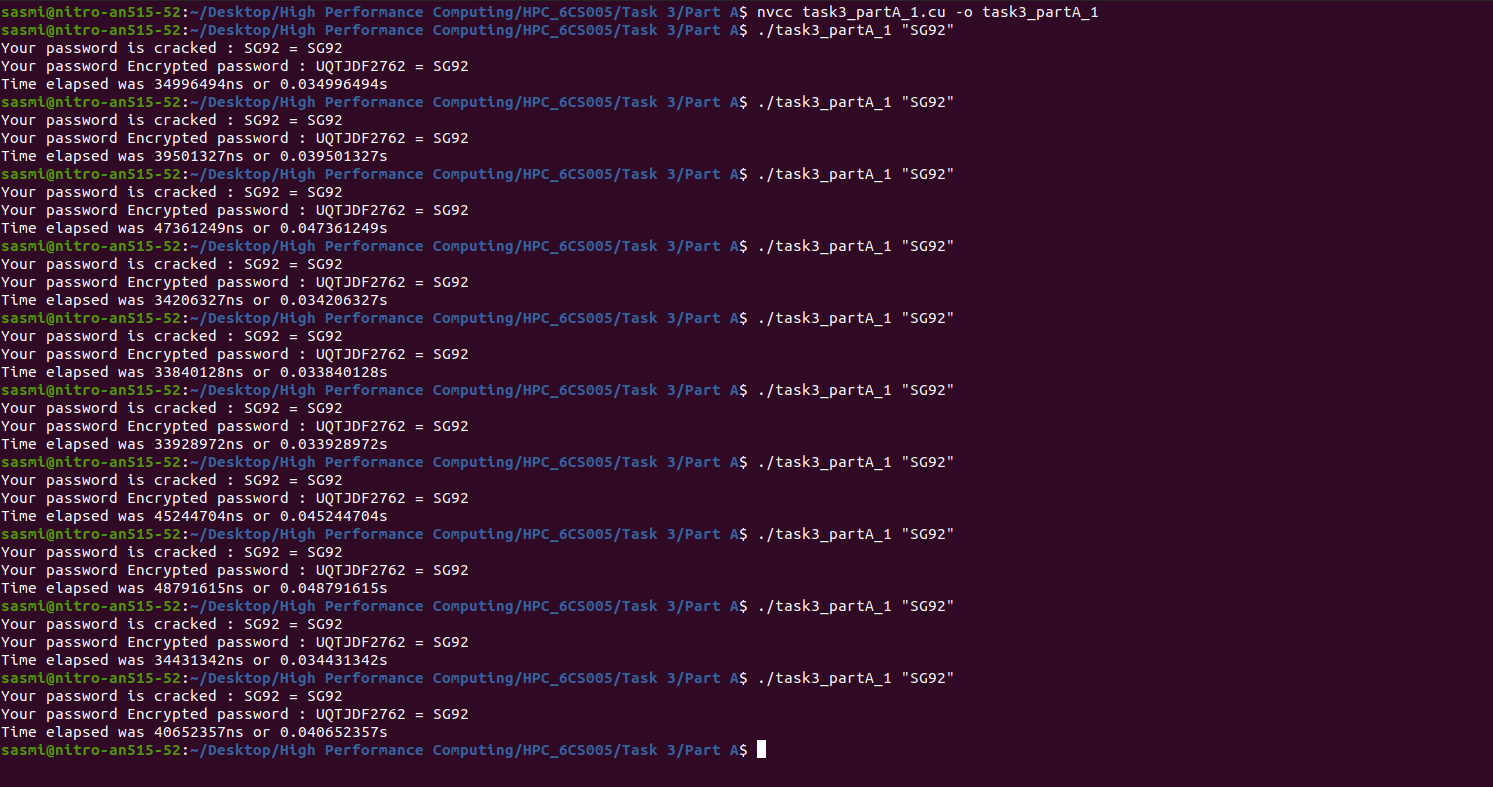 sasmi@nitro-an515-52:~/Desktop/High Performance Computing/HPC_6CS005/Task 3/Part A$ nvcc task3_partA_1.cu -o task3_partA_1
sasmi@nitro-an515-52:~/Desktop/High Performance Computing/HPC_6CS005/Task 3/Part A$ ./task3_partA_1 "SG92"
Your password is cracked : SG92 = SG92
Your password Encrypted password : UQTJDF2762 = SG92
Time elapsed was 34996494ns or 0.034996494s
sasmi@nitro-an515-52:~/Desktop/High Performance Computing/HPC_6CS005/Task 3/Part A$ ./task3_partA_1 "SG92"
Your password is cracked : SG92 = SG92
Your password Encrypted password : UQTJDF2762 = SG92
Time elapsed was 39501327ns or 0.039501327s
sasmi@nitro-an515-52:~/Desktop/High Performance Computing/HPC_6CS005/Task 3/Part A$ ./task3_partA_1 "SG92"
Your password is cracked : SG92 = SG92
Your password Encrypted password : UQTJDF2762 = SG92
Time elapsed was 47361249ns or 0.047361249s
sasmi@nitro-an515-52:~/Desktop/High Performance Computing/HPC_6CS005/Task 3/Part A$ ./task3_partA_1 "SG92"
Your password is cracked : SG92 = SG92
Your password Encrypted password : UQTJDF2762 = SG92
Time elapsed was 34206327ns or 0.034206327s
sasmi@nitro-an515-52:~/Desktop/High Performance Computing/HPC_6CS005/Task 3/Part A$ ./task3_partA_1 "SG92"
Your password is cracked : SG92 = SG92
Your password Encrypted password : UQTJDF2762 = SG92
Time elapsed was 33840128ns or 0.033840128s
sasmi@nitro-an515-52:~/Desktop/High Performance Computing/HPC_6CS005/Task 3/Part A$ ./task3_partA_1 "SG92"
Your password is cracked : SG92 = SG92
Your password Encrypted password : UQTJDF2762 = SG92
Time elapsed was 33928972ns or 0.033928972s
sasmi@nitro-an515-52:~/Desktop/High Performance Computing/HPC_6CS005/Task 3/Part A$ ./task3_partA_1 "SG92"
Your password is cracked : SG92 = SG92
Your password Encrypted password : UQTJDF2762 = SG92
Time elapsed was 45244704ns or 0.045244704s
sasmi@nitro-an515-52:~/Desktop/High Performance Computing/HPC_6CS005/Task 3/Part A$ ./task3_partA_1 "SG92"
Your password is cracked : SG92 = SG92
Your password Encrypted password : UQTJDF2762 = SG92
Time elapsed was 48791615ns or 0.048791615s
sasmi@nitro-an515-52:~/Desktop/High Performance Computing/HPC_6CS005/Task 3/Part A$ ./task3_partA_1 "SG92"
Your password is cracked : SG92 = SG92
Your password Encrypted password : UQTJDF2762 = SG92
Time elapsed was 34431342ns or 0.034431342s
sasmi@nitro-an515-52:~/Desktop/High Performance Computing/HPC_6CS005/Task 3/Part A$ ./task3_partA_1 "SG92"
Your password is cracked : SG92 = SG92
Your password Encrypted password : UQTJDF2762 = SG92
Time elapsed was 40652357ns or 0.040652357s
sasmi@nitro-an515-52:~/Desktop/High Performance Computing/HPC_6CS005/Task 3/Part A$